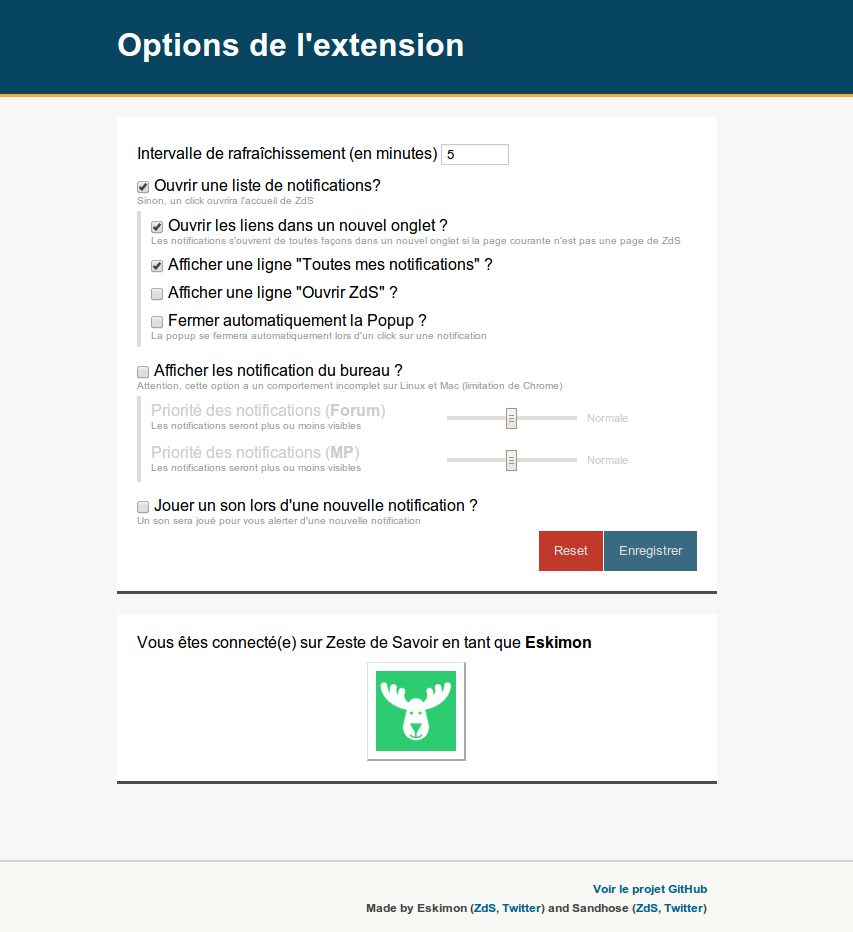 Options de l'extension
Intervalle de rafraîchissement (en minutes) 5
Ouvrir une liste de notifications?
Sinon, un click ouvrira l'accueil de ZdS
Ouvrir les liens dans un nouvel onglet ?
Les notifications s'ouvrent de toutes façons dans un nouvel onglet si la page courante n'est pas une page de ZdS
Afficher une ligne "Toutes mes notifications" ?
Afficher une ligne "Ouvrir ZdS" ?
Fermer automatiquement la Popup ?
La popup se fermera automatiquement lors d'un click sur une notification
Afficher les notification du bureau ?
Attention, cette option a un comportement incomplet sur Linux et Mac (limitation de Chrome)
Priorité des notifications (Forum) Normale
Les notifications seront plus ou moins visibles
Priorité des notifications (MP) Normale
Les notifications seront plus ou moins visibles
Jouer un son lors d'une nouvelle notification ?
Un son sera joué pour vous alerter d'une nouvelle notification
Reset Enregistrer
Vous êtes connecté(e) sur Zeste de Savoir en tant que Eskimon
Voir le projet GitHub
Made by Eskimon (ZdS, Twitter) and Sandhose (ZdS, Twitter)